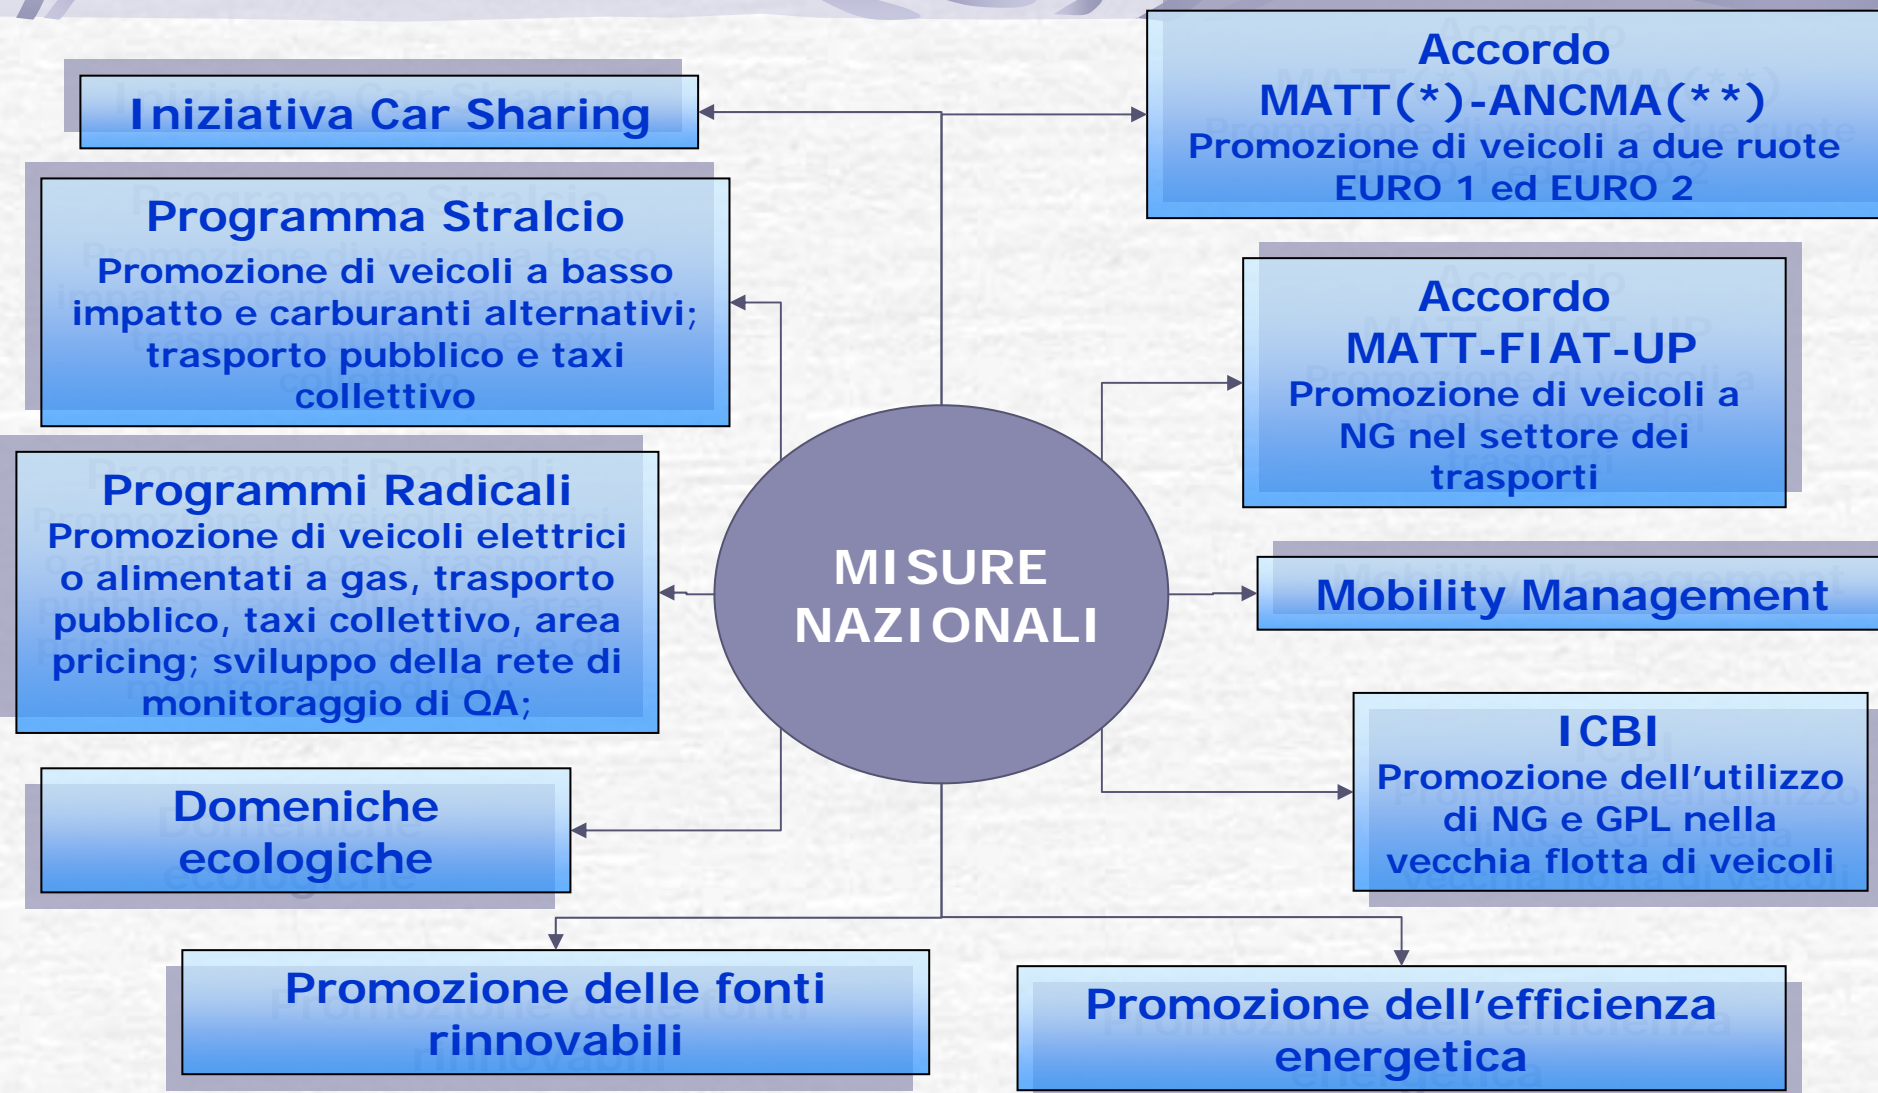 Iniziativa Car Sharing
Programma Stralcio
Promozione di veicoli a basso
impatto e carburanti alternativi;
trasporto pubblico e taxi
collettivo
Programmi Radicali
Promozione di veicoli elettrici
o alimentati a gas, trasporto
pubblico, taxi collettivo, area
pricing; sviluppo della rete di
monitoraggio di QA;
Domeniche
ecologiche
MISURE
NAZIONALI
Accordo
MATT(*)-ANCMA(**)
Promozione di veicoli a due ruote
EURO 1 ed EURO 2
Accordo
MATT-FIAT-UP
Promozione di veicoli a
NG nel settore dei
trasporti
Mobility Management
ICBI
Promozione dell’utilizzo
di NG e GPL nella
vecchia flotta di veicoli
Promozione delle fonti
rinnovabili
Promozione dell’efficienza
energetica